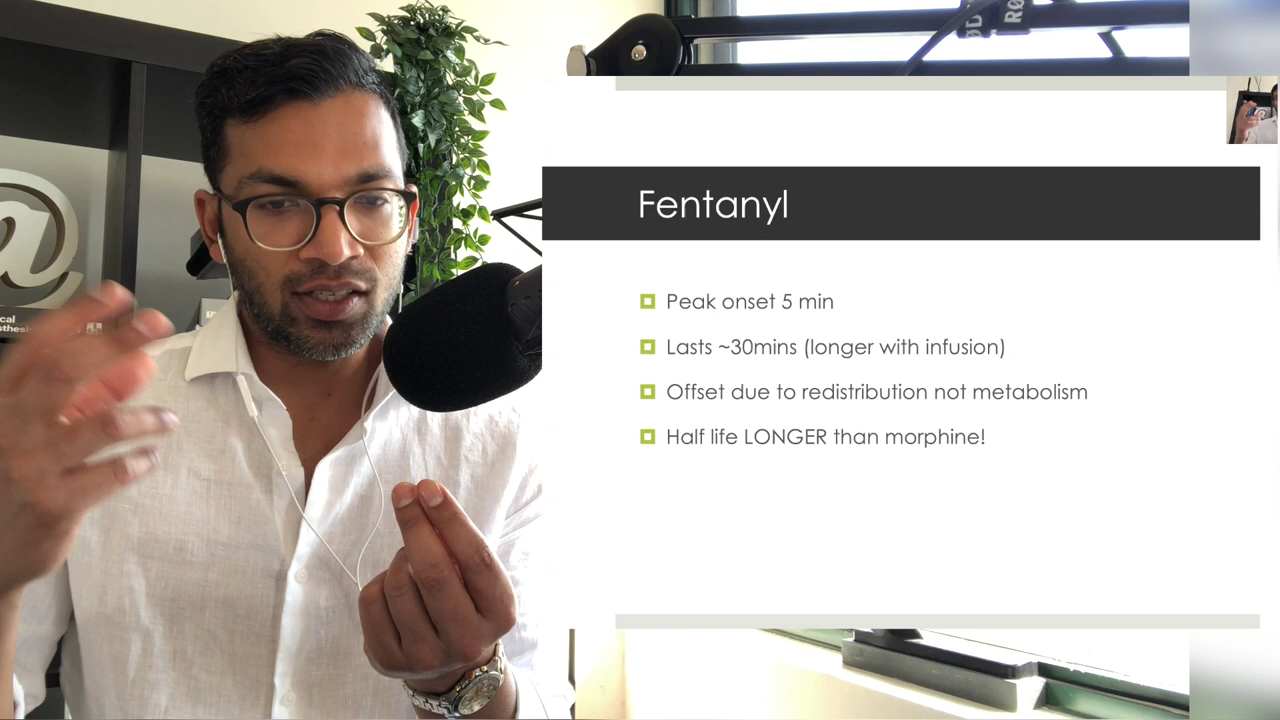 @
RØ
Fentanyl
Peak onset 5 min
Lasts ~30mins (longer with infusion)
Offset due to redistribution not metabolism
Half life LONGER than morphine!